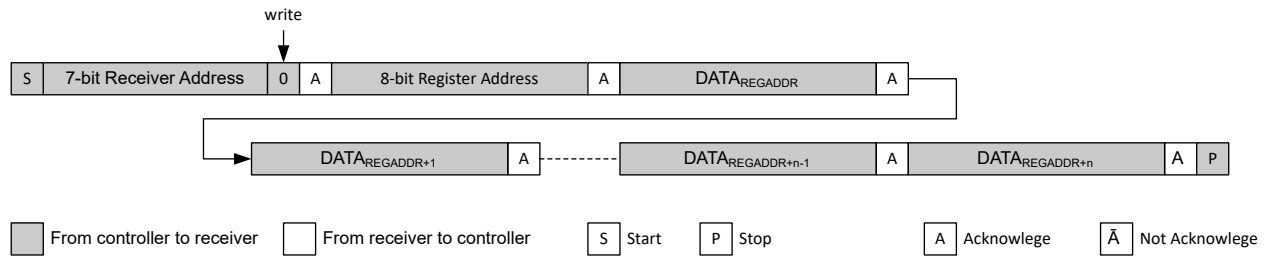 write
S 7-bit Receiver Address 0 A 8-bit Register Address A DATAREGADDR A
DATAREGADDR+1 A DATAREGADDR+n-1 A DATAREGADDR+n A P
From controller to receiver From receiver to controller S Start P Stop A Acknowlege Ā Not Acknowlege